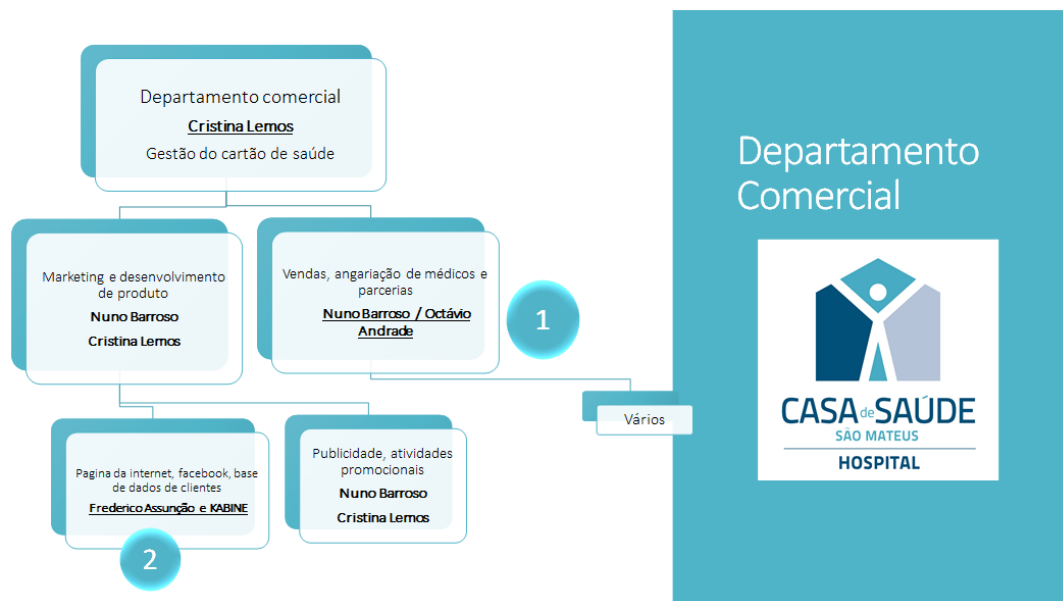 Departamento comercial
Cristina Lemos
Gestão do cartão de saúde
Marketing e desenvolvimento
de produto
Nuno Barroso
Cristina Lemos
Vendas, angariação de médicos e
parcerias
Nuno Barroso / Octávio
Andrade
1
Vários
Pagina da internet, facebook, base
de dados de clientes
Frederico Assunção e KABINE
2
Publicidade, atividades
promocionais
Nuno Barroso
Cristina Lemos
Departamento
Comercial
CASA de SAÚDE
SÃO MATEUS
HOSPITAL